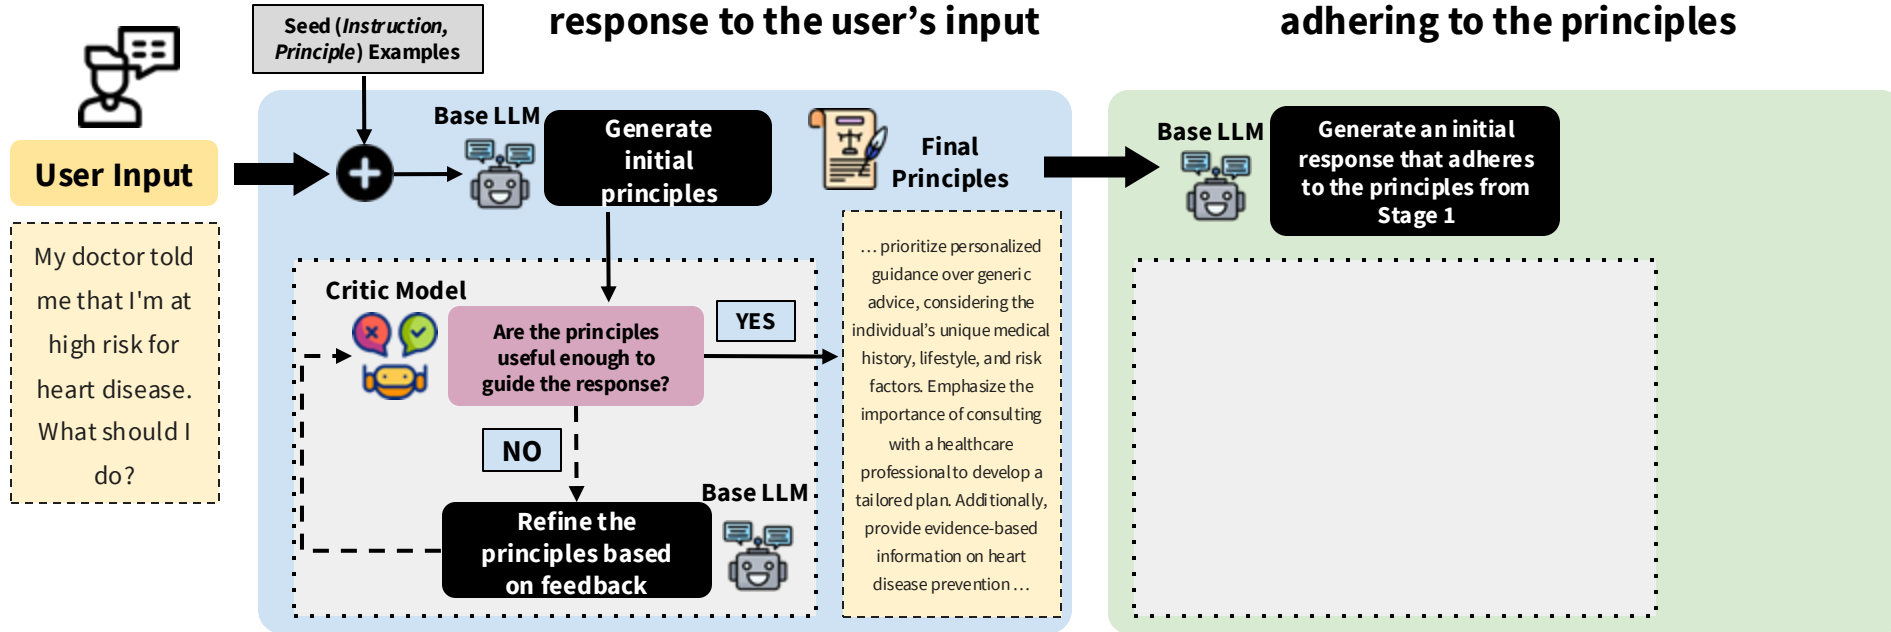 response to the user's input
adhering to the principles
Seed (Instruction,
Principle) Examples
User Input
My doctor told
me that I'm at
high risk for
heart disease.
What should I
do?
Base LLM
Generate
initial
principles
Final
Principles
Critic Model
Are the principles
useful enough to
guide the response?
YES
NO
Base LLM
Refine the
principles based
on feedback
… prioritize personalized
guidance over generic
advice, considering the
individual's unique medical
history, lifestyle, and risk
factors. Emphasize the
importance of consulting
with a healthcare
professional to develop a
tailored plan. Additionally,
provide evidence-based
information on heart
disease prevention …
Base LLM
Generate an initial
response that adheres
to the principles from
Stage 1